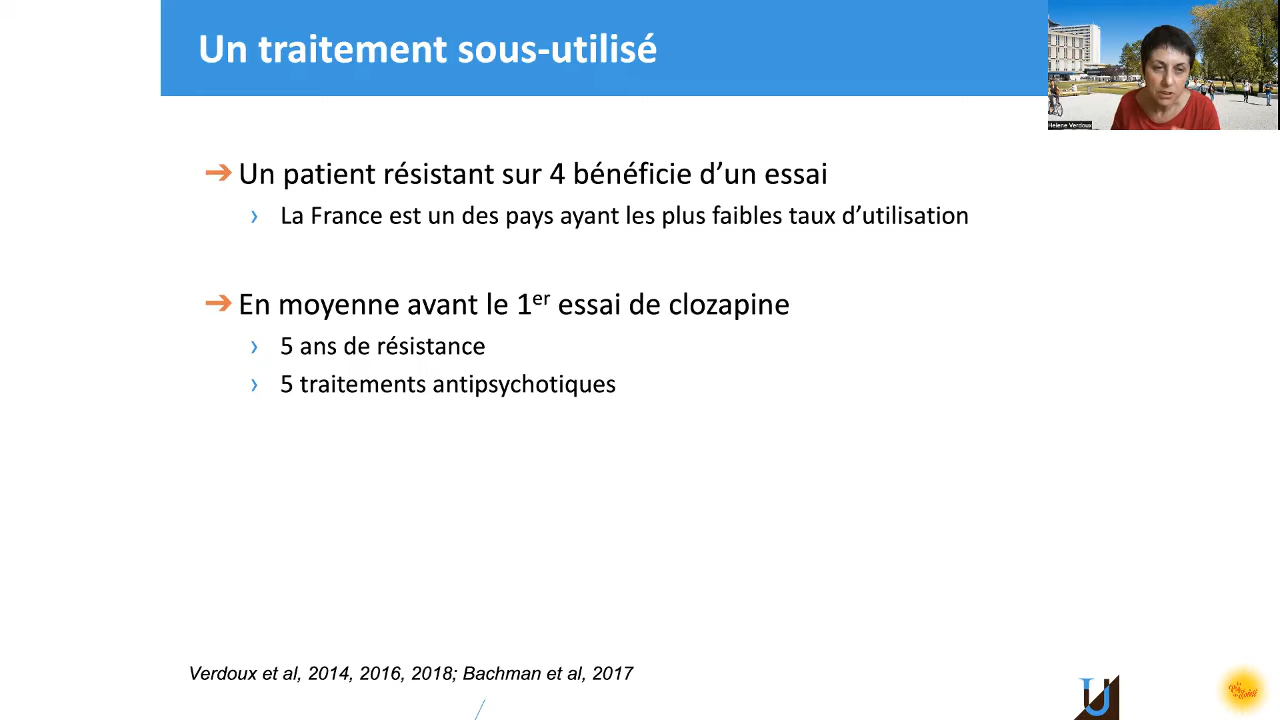 Un traitement sous-utilisé
Helene Verdoux
➔ Un patient résistant sur 4 bénéficie d’un essai
› La France est un des pays ayant les plus faibles taux d’utilisation
➔ En moyenne avant le 1er essai de clozapine
› 5 ans de résistance
› 5 traitements antipsychotiques
Verdoux et al, 2014, 2016, 2018; Bachman et al, 2017
U